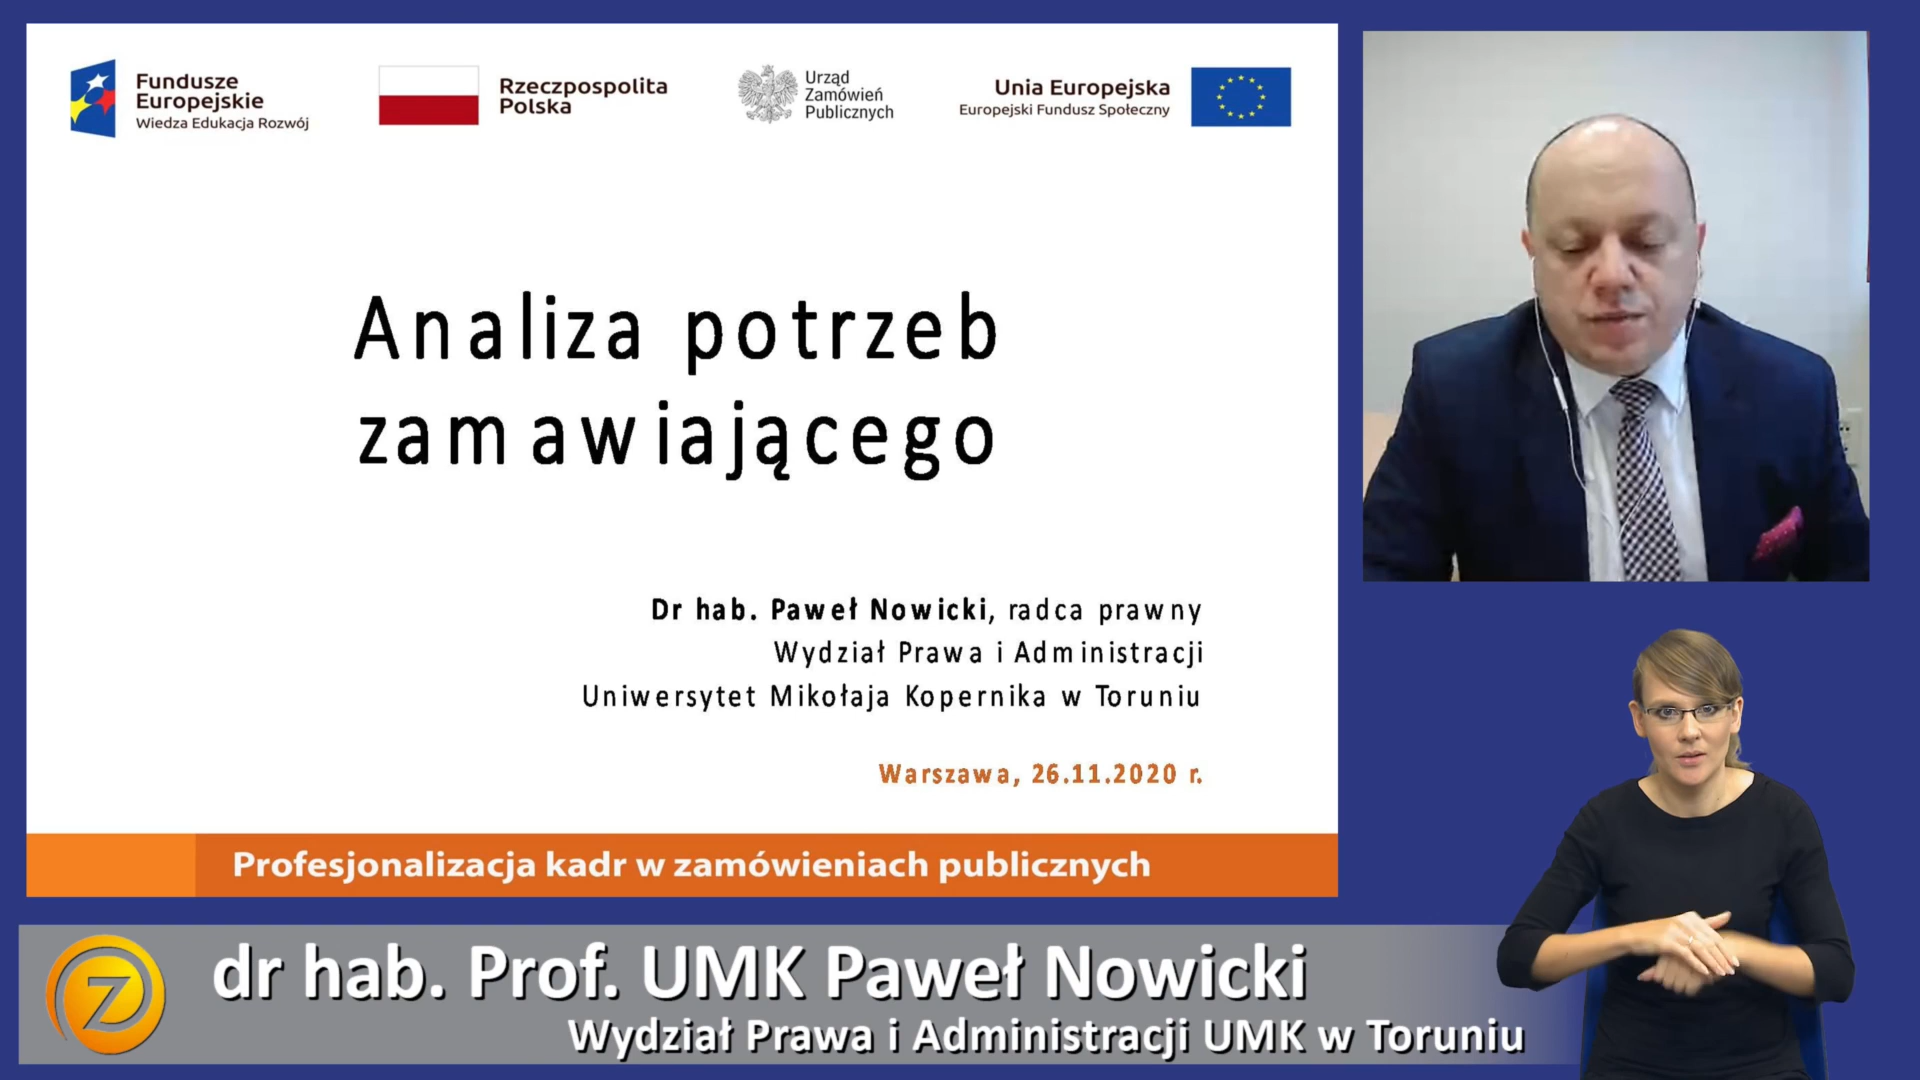 Fundusze
Europejskie
Wiedza Edukacja Rozwój
Rzeczpospolita
Polska
Urząd
Zamówień
Publicznych
Unia Europejska
Europejski Fundusz Społeczny
Analiza potrzeb
zamawiającego
Dr hab. Paweł Nowicki, radca prawny
Wydział Prawa i Administracji
Uniwersytet Mikołaja Kopernika w Toruniu
Warszawa, 26.11.2020 r.
Profesjonalizacja kadr w zamówieniach publicznych
Z
dr hab. Prof. UMK Paweł Nowicki
Wydział Prawa i Administracji UMK w Toruniu